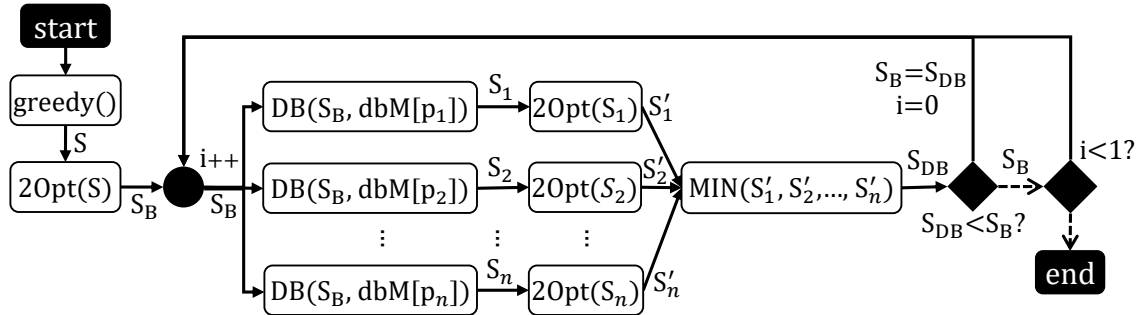 start
greedy()
S
2Opt(S)
S_B
i++
S_B
DB(S_B, dbM[p_1])
S_1
2Opt(S_1)
S′_1
DB(S_B, dbM[p_2])
S_2
2Opt(S_2)
S′_2
⋮ ⋮ ⋮
DB(S_B, dbM[p_n])
S_n
2Opt(S_n)
S′_n
MIN(S′_1, S′_2,..., S′_n)
S_DB
S_DB<S_B?
S_B=S_DB
i=0
S_B
i<1?
end